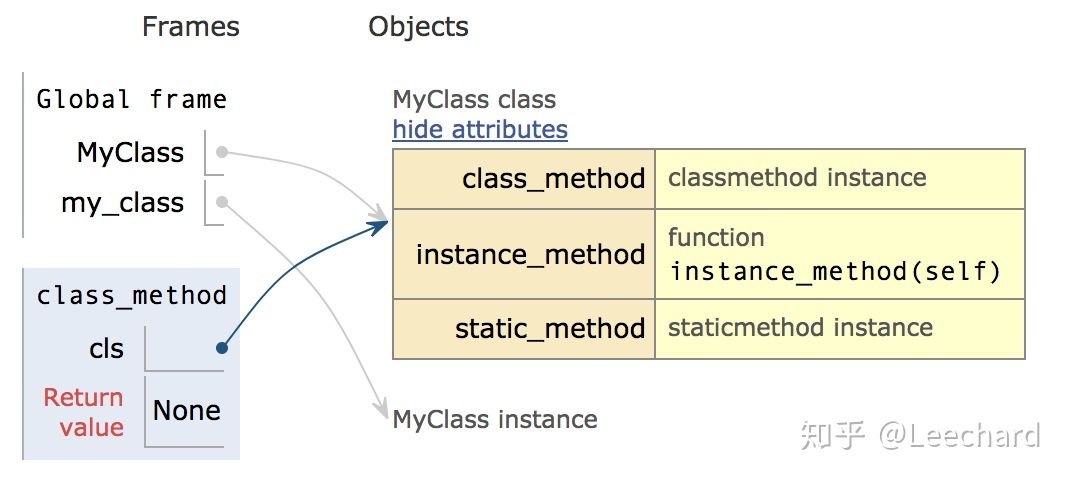 Frames
Objects
Global frame
MyClass
my_class
class_method
cls
Return
value
None
MyClass class
hide attributes
class_method classmethod instance
instance_method function
instance_method(self)
static_method staticmethod instance
MyClass instance
知乎 @Leechard